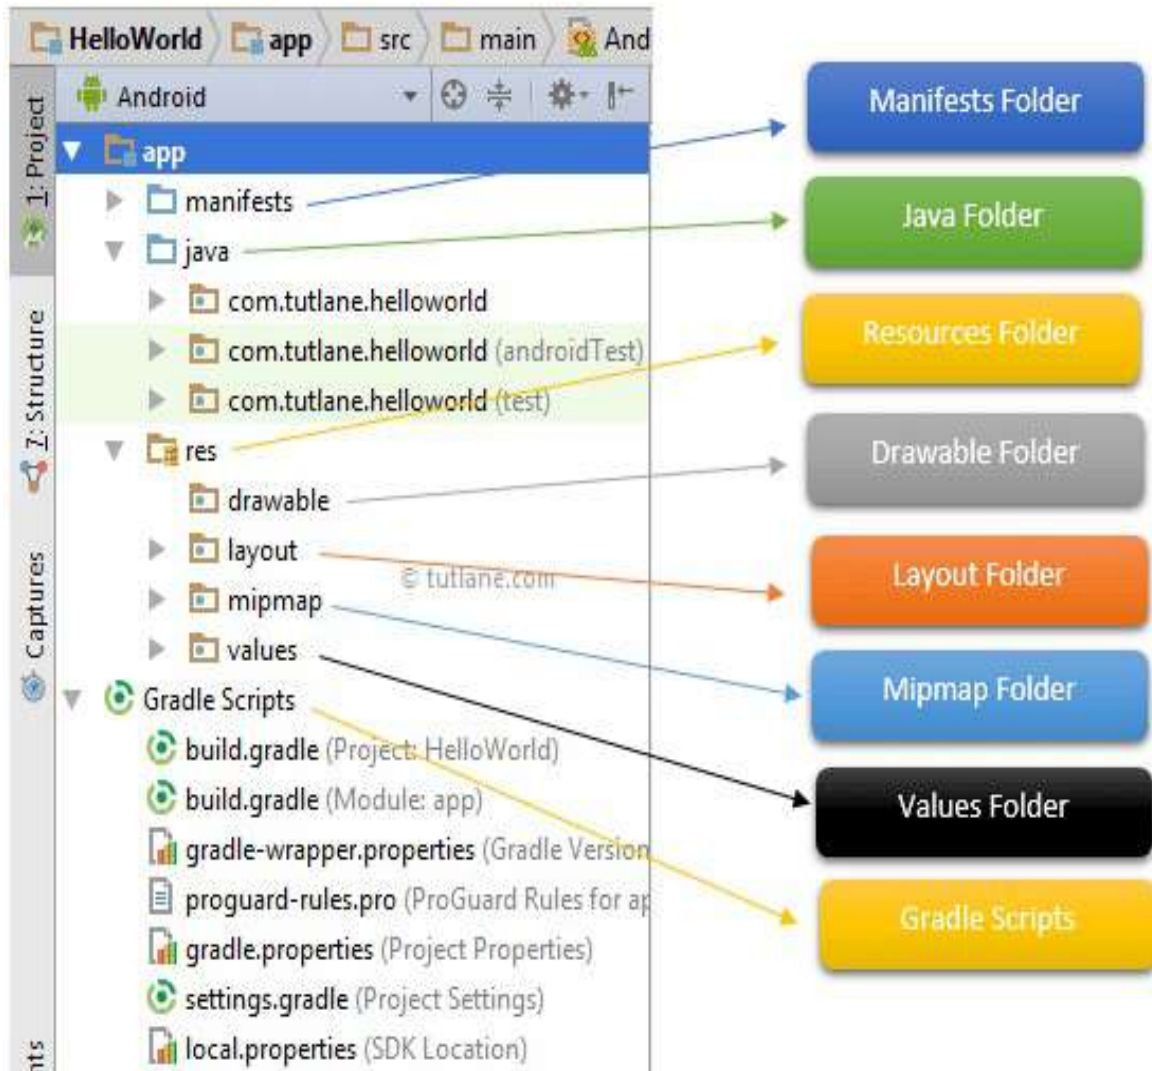 HelloWorld app src main And
Android
1: Project
7: Structure
Captures
nts
app
manifests
java
com.tutlane.helloworld
com.tutlane.helloworld (androidTest)
com.tutlane.helloworld (test)
res
drawable
layout
© tutlane.com
mipmap
values
Gradle Scripts
build.gradle (Project: HelloWorld)
build.gradle (Module: app)
gradle-wrapper.properties (Gradle Version
proguard-rules.pro (ProGuard Rules for ap
gradle.properties (Project Properties)
settings.gradle (Project Settings)
local.properties (SDK Location)
Manifests Folder
Java Folder
Resources Folder
Drawable Folder
Layout Folder
Mipmap Folder
Values Folder
Gradle Scripts